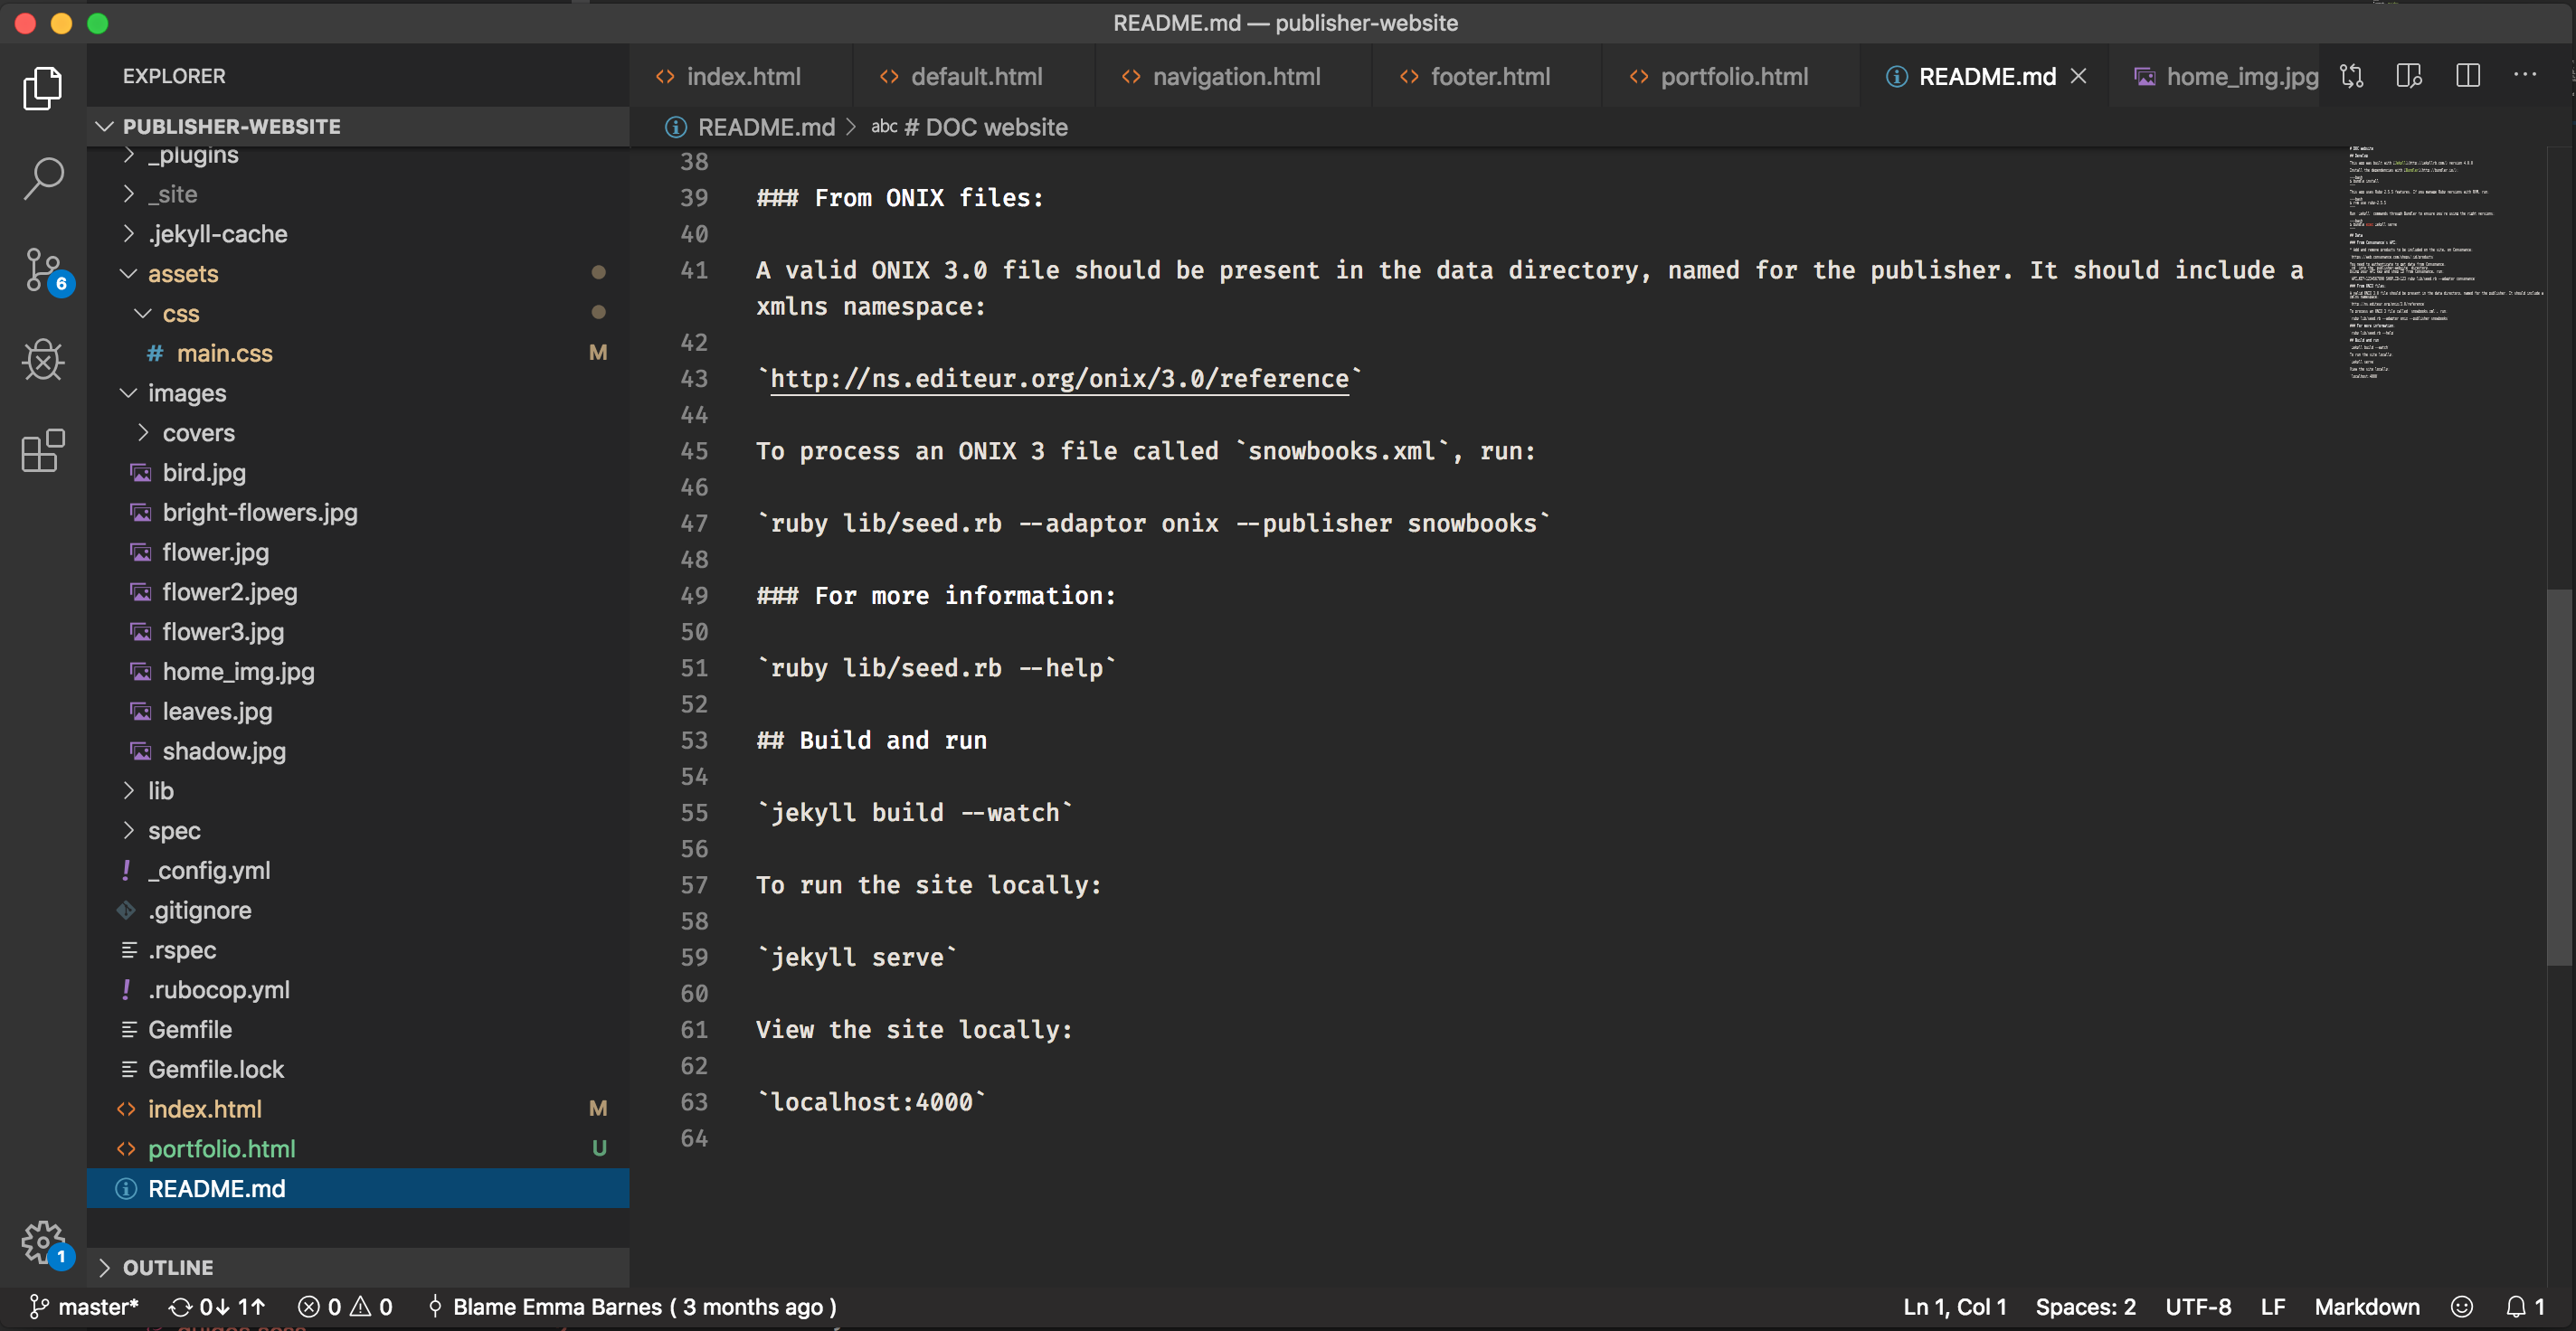 README.md — publisher-website
EXPLORER
index.html
default.html
navigation.html
footer.html
portfolio.html
README.md
home_img.jpg
PUBLISHER-WEBSITE
README.md > abc # DOC website
_plugins
_site
.jekyll-cache
assets
css
# main.css M
images
covers
bird.jpg
bright-flowers.jpg
flower.jpg
flower2.jpeg
flower3.jpg
home_img.jpg
leaves.jpg
shadow.jpg
lib
spec
! _config.yml
.gitignore
.rspec
! .rubocop.yml
Gemfile
Gemfile.lock
index.html M
portfolio.html U
README.md
OUTLINE
6
1
38
39 ### From ONIX files:
40
41 A valid ONIX 3.0 file should be present in the data directory, named for the publisher. It should include a
xmlns namespace:
42
43 `http://ns.editeur.org/onix/3.0/reference`
44
45 To process an ONIX 3 file called `snowbooks.xml`, run:
46
47 `ruby lib/seed.rb --adaptor onix --publisher snowbooks`
48
49 ### For more information:
50
51 `ruby lib/seed.rb --help`
52
53 ## Build and run
54
55 `jekyll build --watch`
56
57 To run the site locally:
58
59 `jekyll serve`
60
61 View the site locally:
62
63 `localhost:4000`
64
master* 0↓ 1↑ 0 0 Blame Emma Barnes ( 3 months ago )
Ln 1, Col 1 Spaces: 2 UTF-8 LF Markdown 1